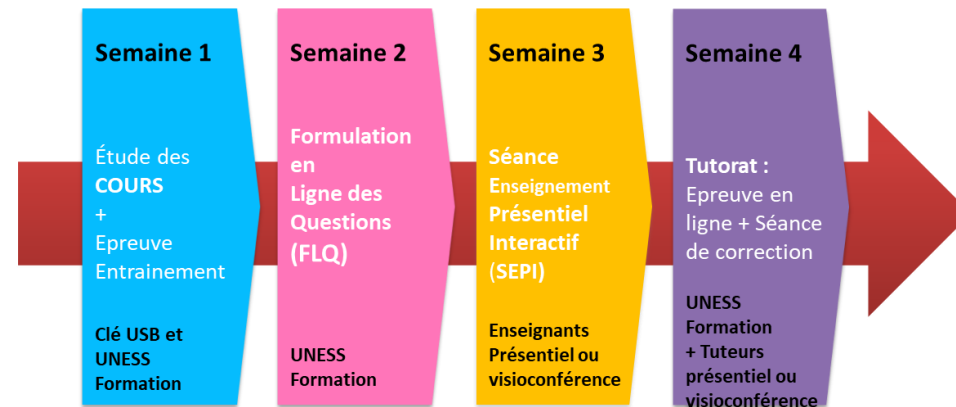 Semaine 1
Étude des
COURS
+
Epreuve
Entrainement
Clé USB et
UNESS
Formation
Semaine 2
Formulation
en
Ligne des
Questions
(FLQ)
UNESS
Formation
Semaine 3
Séance
Enseignement
Présentiel
Interactif
(SEPI)
Enseignants
Présentiel ou
visioconférence
Semaine 4
Tutorat :
Epreuve en
ligne + Séance
de correction
UNESS
Formation
+ Tuteurs
présentiel ou
visioconférence